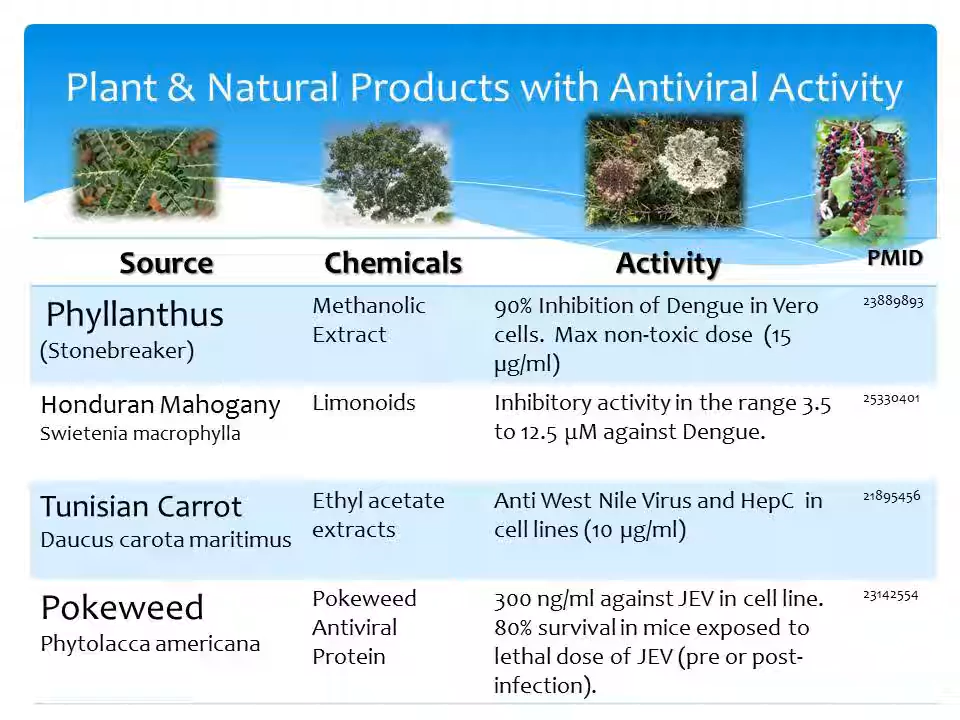 Plant & Natural Products with Antiviral Activity
Source Chemicals Activity PMID
Phyllanthus
(Stonebreaker)
Methanolic
Extract
90% Inhibition of Dengue in Vero
cells. Max non-toxic dose (15
µg/ml)
23889893
Honduran Mahogany
Swietenia macrophylla
Limonoids
Inhibitory activity in the range 3.5
to 12.5 µM against Dengue.
25330401
Tunisian Carrot
Daucus carota maritimus
Ethyl acetate
extracts
Anti West Nile Virus and HepC in
cell lines (10 µg/ml)
21895456
Pokeweed
Phytolacca americana
Pokeweed
Antiviral
Protein
300 ng/ml against JEV in cell line.
80% survival in mice exposed to
lethal dose of JEV (pre or post-
infection).
23142554